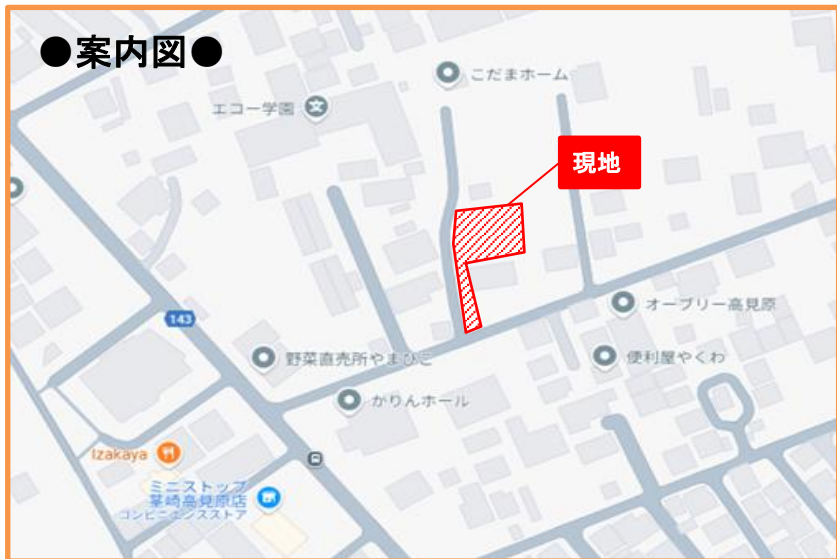 ●案内図●
こだまホーム
エコー学園
現地
オーブリー高見原
143
野菜直売所やまびこ
便利屋やくわ
かりんホール
Izakaya
ミニストップ
茎崎高見原店
コンビニエンスストア